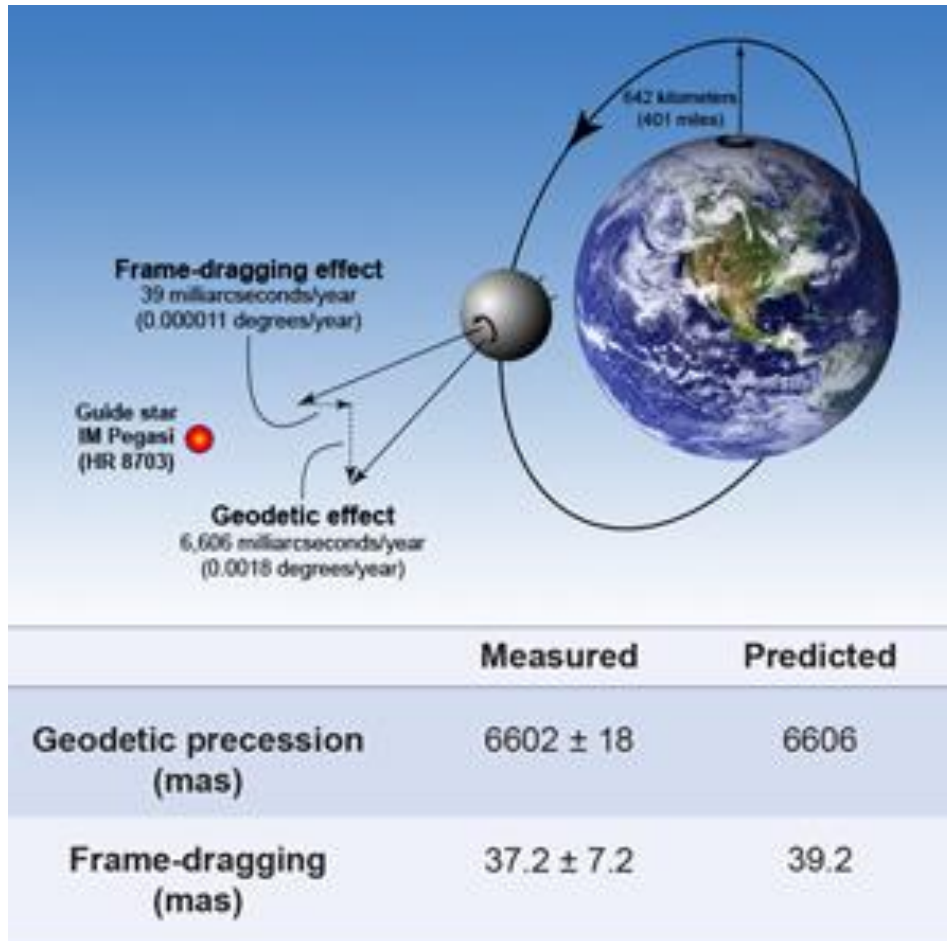 642 kilometers
(401 miles)
Frame-dragging effect
39 milliarcseconds/year
(0.000011 degrees/year)
Guide star
IM Pegasi
(HR 8703)
Geodetic effect
6,606 milliarcseconds/year
(0.0018 degrees/year)
Measured Predicted
Geodetic precession
(mas)
6602 ± 18 6606
Frame-dragging
(mas)
37.2 ± 7.2 39.2